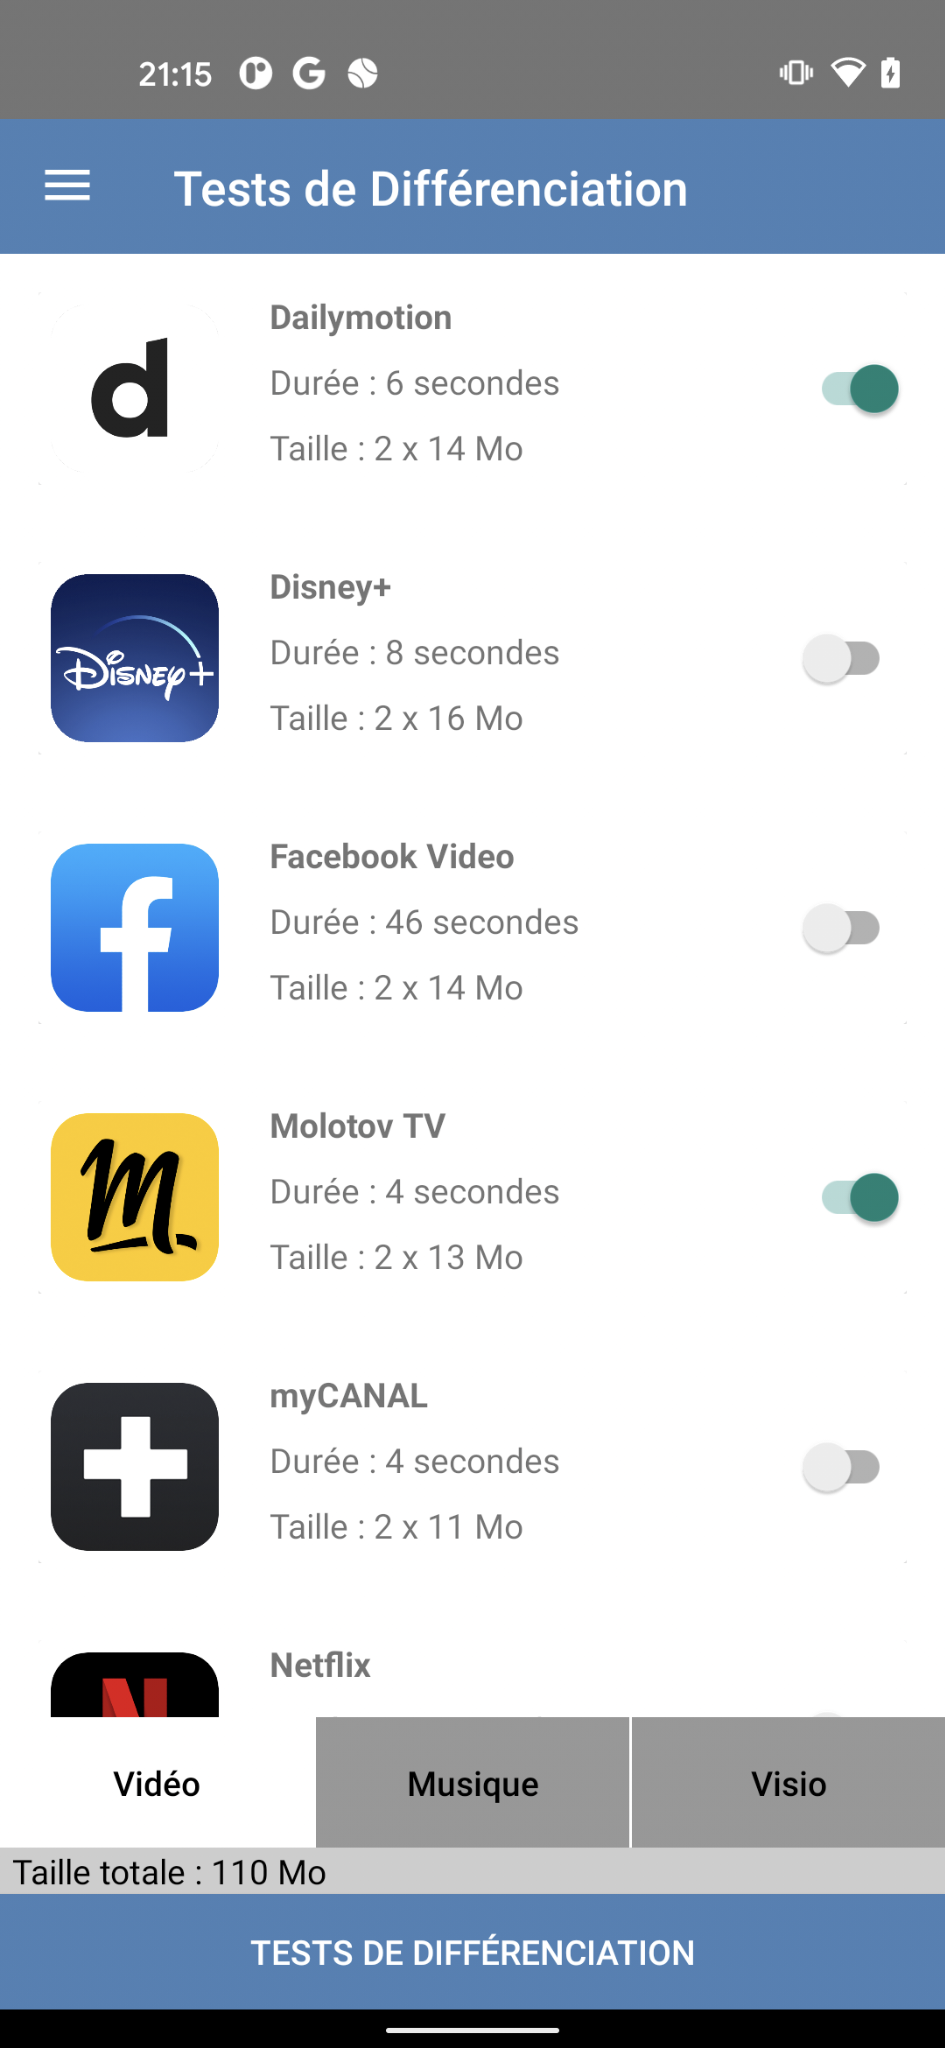 21:15
Tests de Différenciation
Dailymotion
Durée : 6 secondes
Taille : 2 x 14 Mo
Disney+
Disney+
Durée : 8 secondes
Taille : 2 x 16 Mo
Facebook Video
Durée : 46 secondes
Taille : 2 x 14 Mo
Molotov TV
Durée : 4 secondes
Taille : 2 x 13 Mo
myCANAL
Durée : 4 secondes
Taille : 2 x 11 Mo
Netflix
Vidéo
Musique
Visio
Taille totale : 110 Mo
TESTS DE DIFFÉRENCIATION